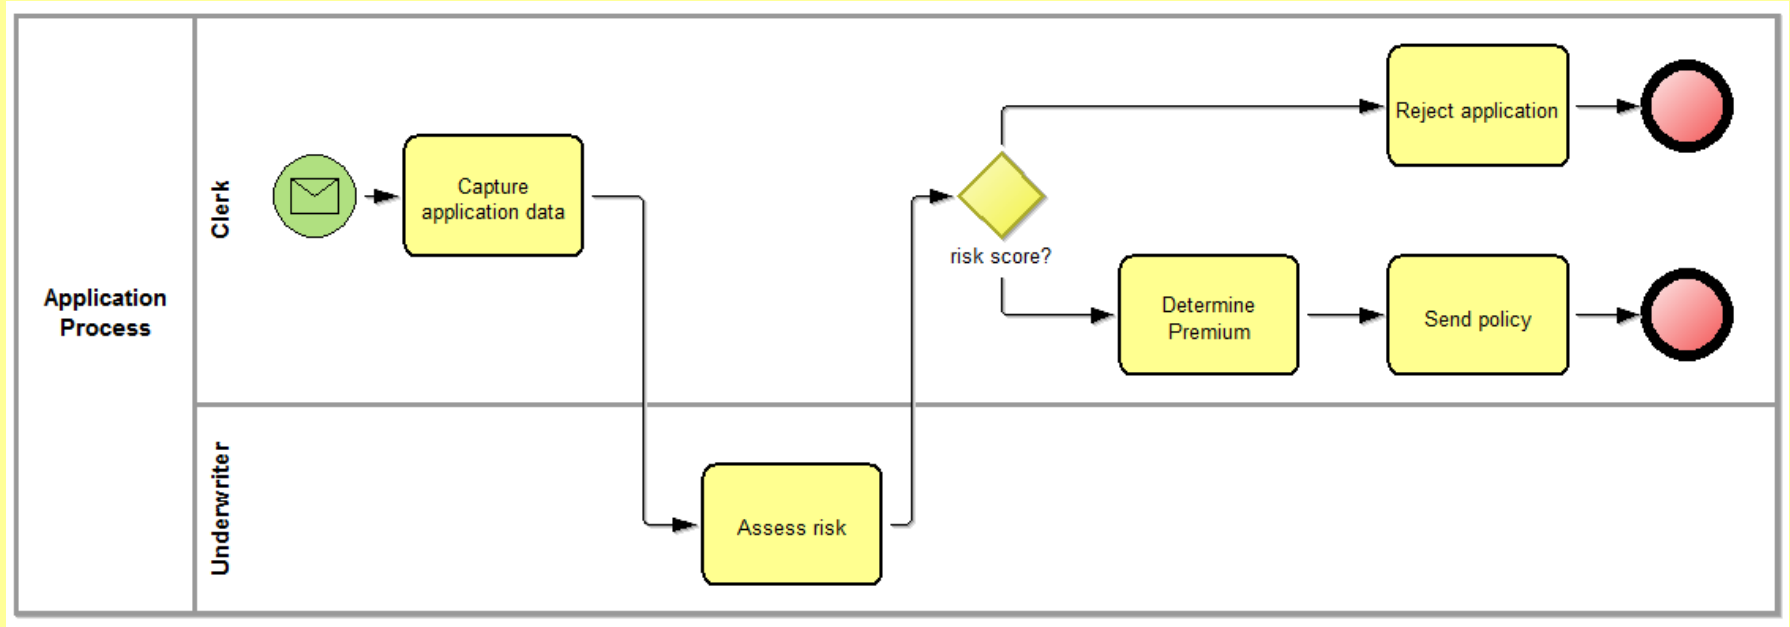 Application
Process
Clerk
Capture
application data
risk score?
Reject application
Determine
Premium
Send policy
Underwriter
Assess risk